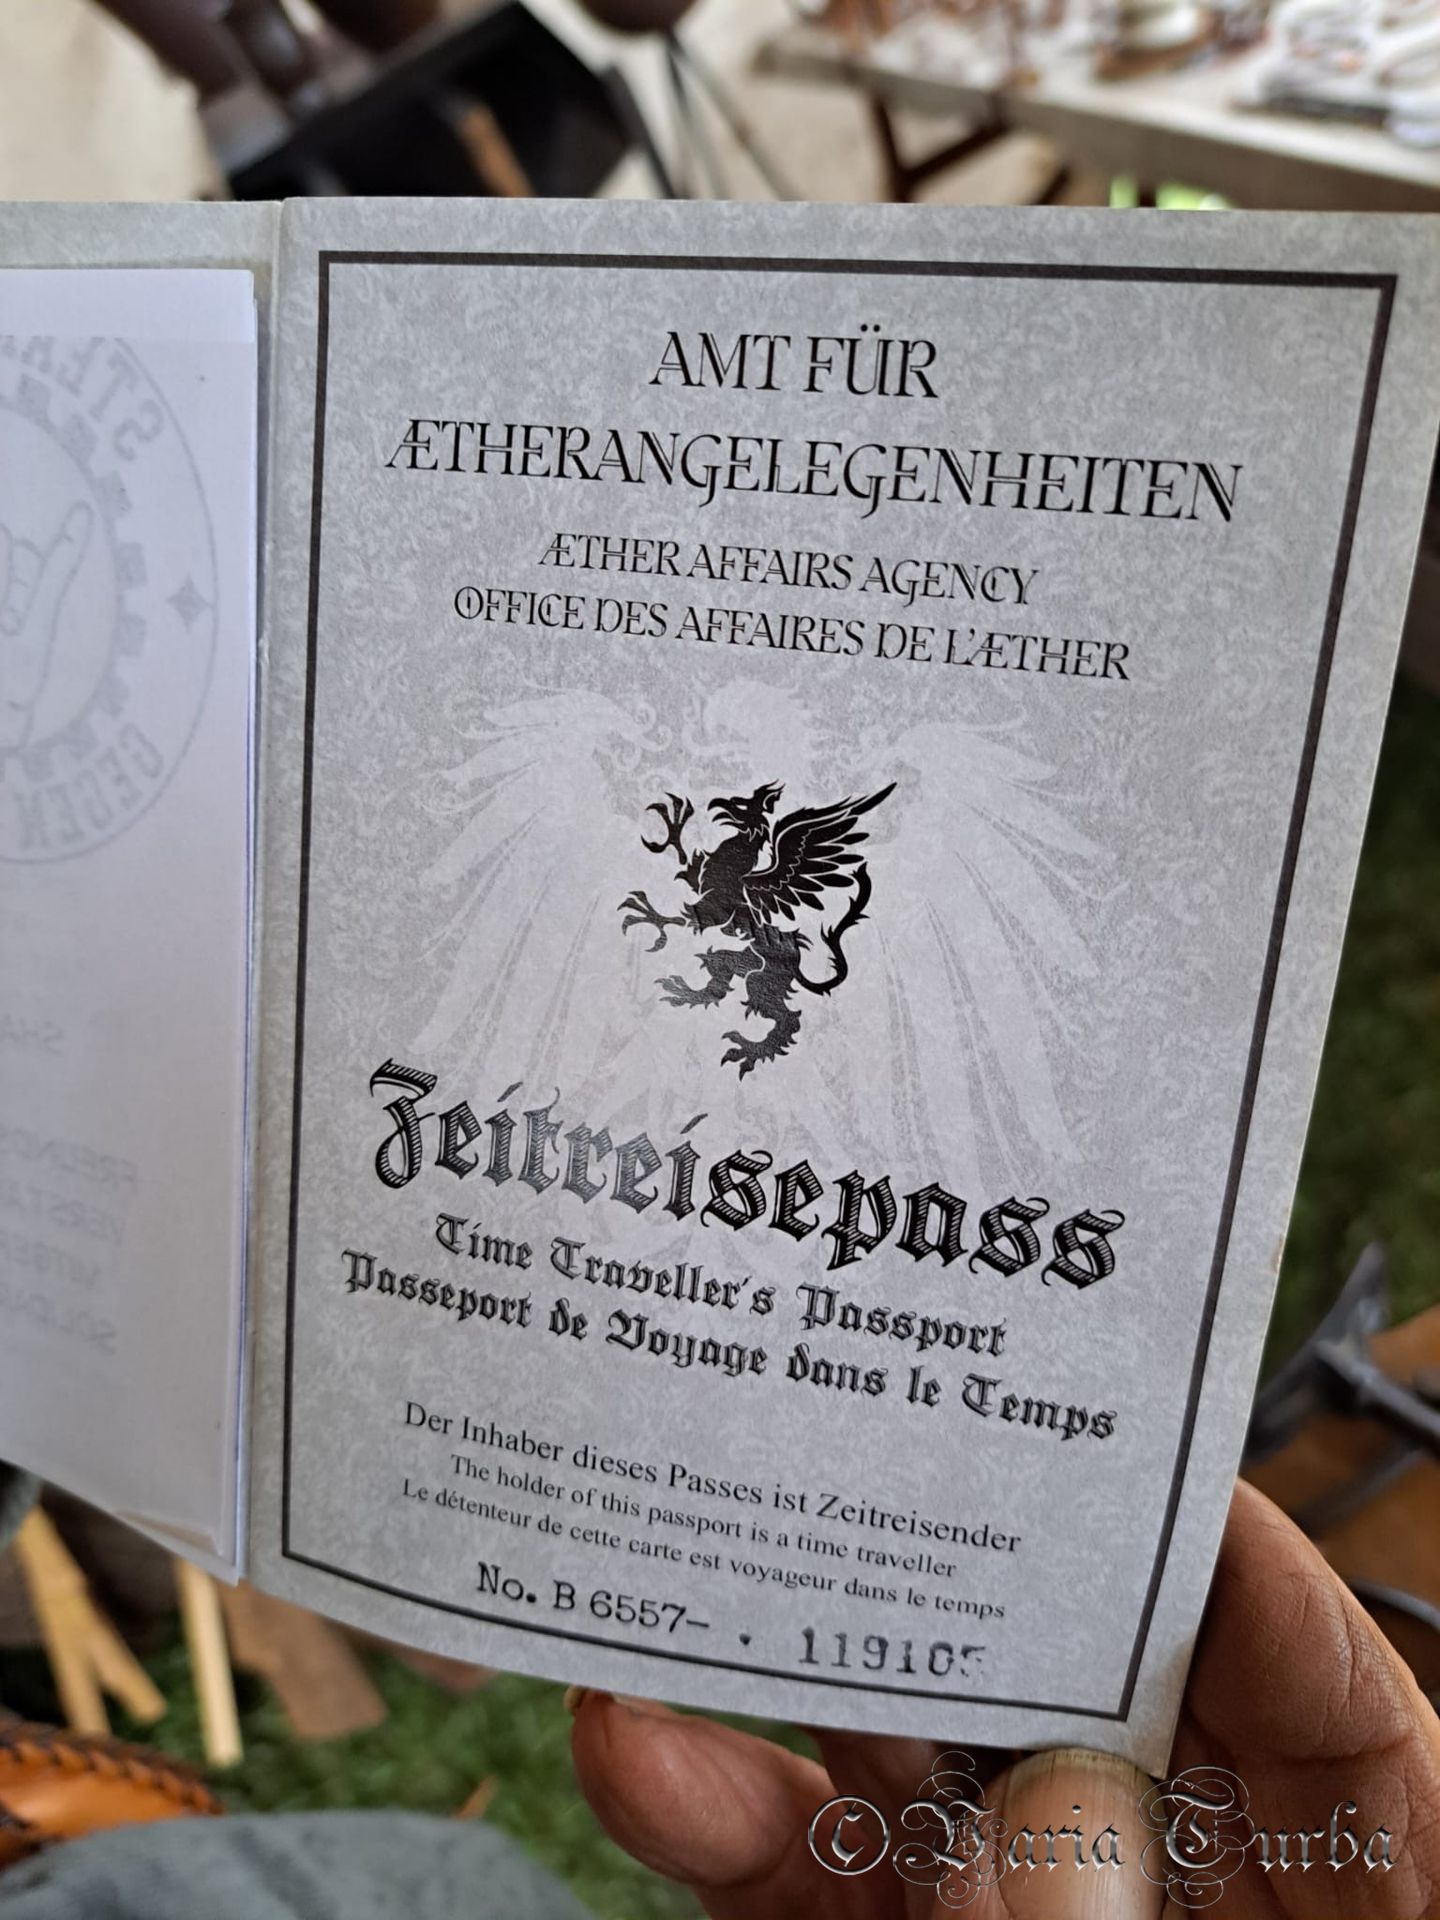 AMT FÜR
ÆTHERANGELEGENHEITEN
ÆTHER AFFAIRS AGENCY
OFFICE DES AFFAIRES DE L'ÆTHER
Zeitreisepass
Time Traveller's Passport
Passeport de Voyage dans le Temps
Der Inhaber dieses Passes ist Zeitreisender
The holder of this passport is a time traveller
Le détenteur de cette carte est voyageur dans le temps
No. B 6557- . 119105
GEGEN
© Varia Turba